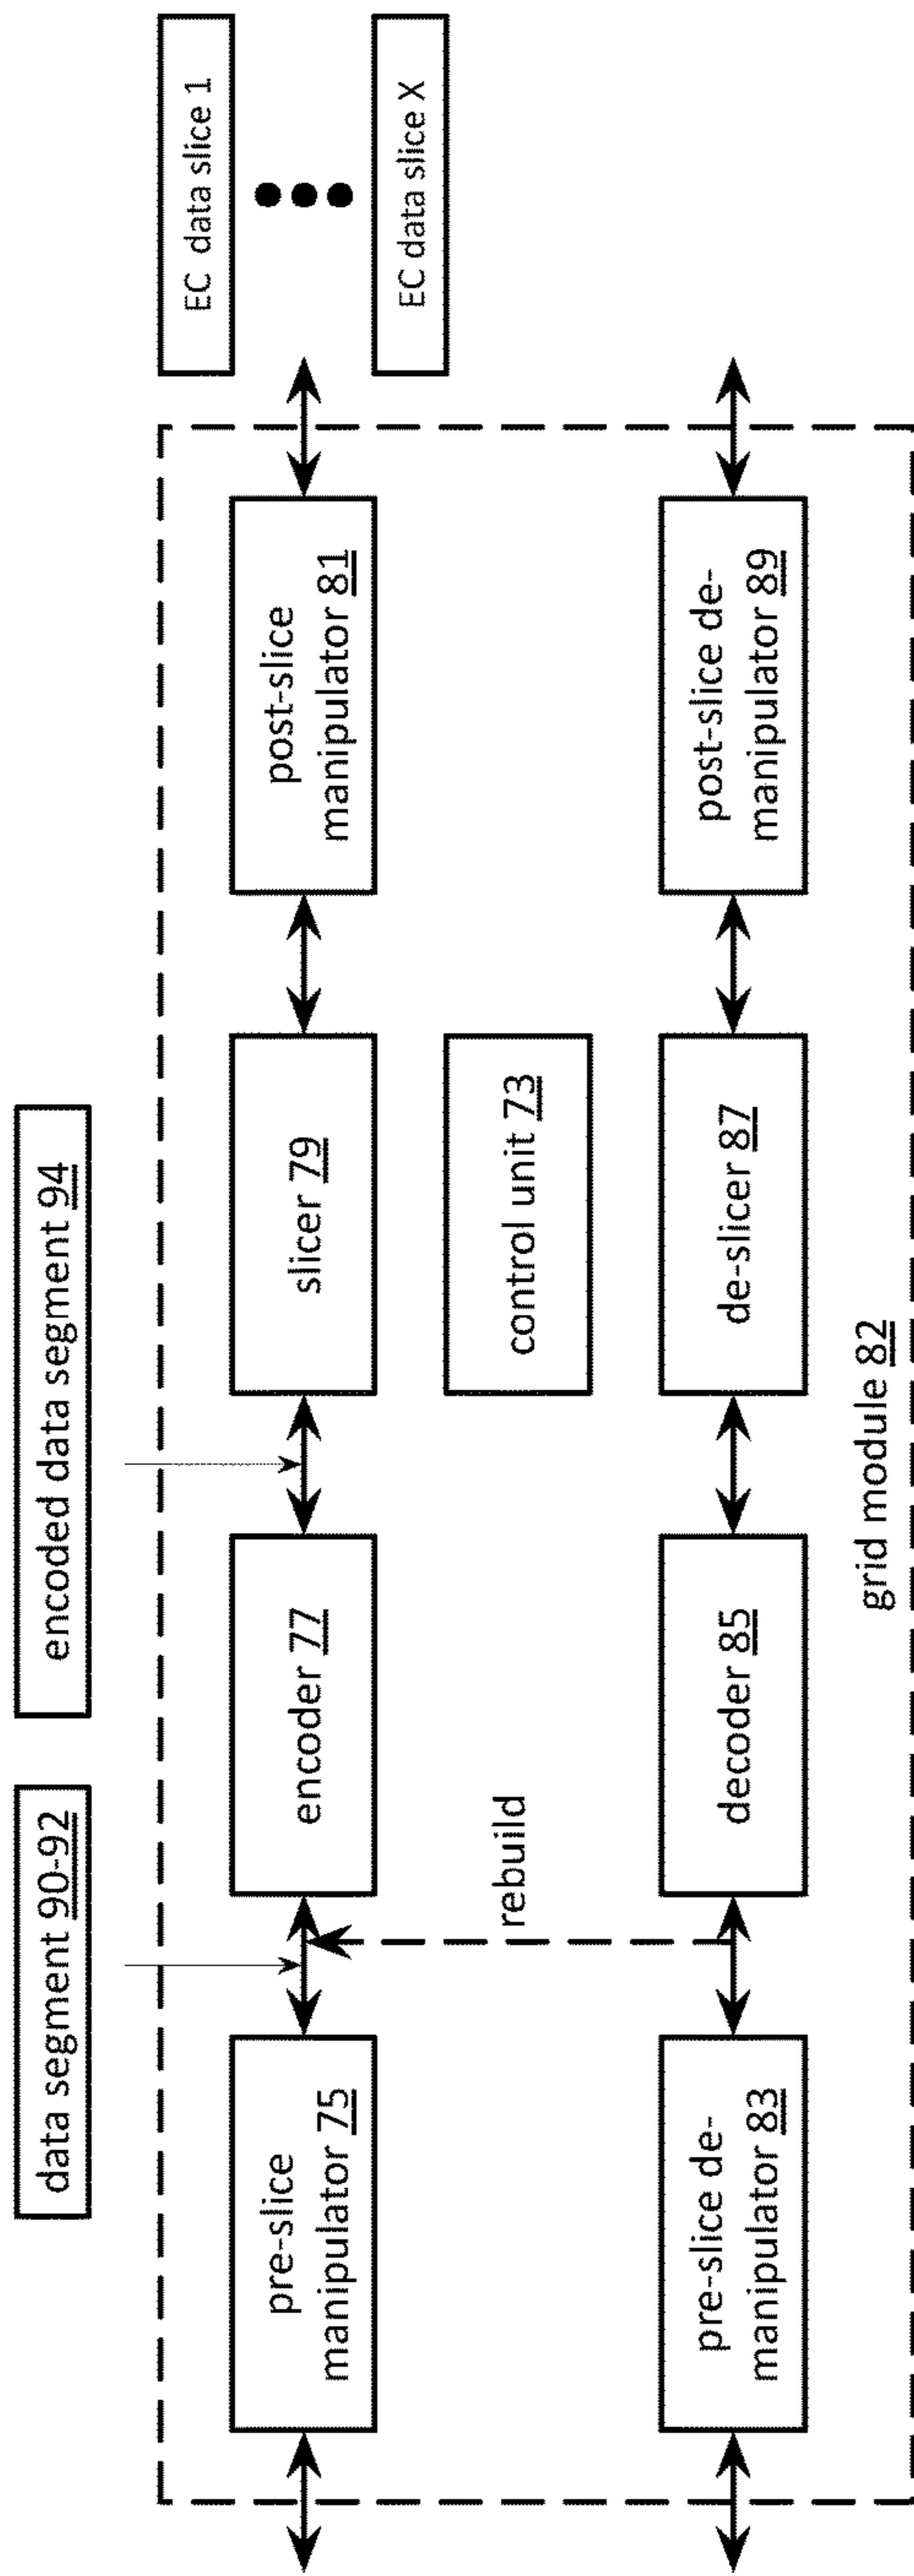 data segment 90-92
encoded data segment 94
EC data slice 1
EC data slice X
pre-slice
manipulator 75
encoder 77
slicer 79
post-slice
manipulator 81
rebuild
control unit 73
pre-slice de-
manipulator 83
decoder 85
de-slicer 87
post-slice de-
manipulator 89
grid module 82